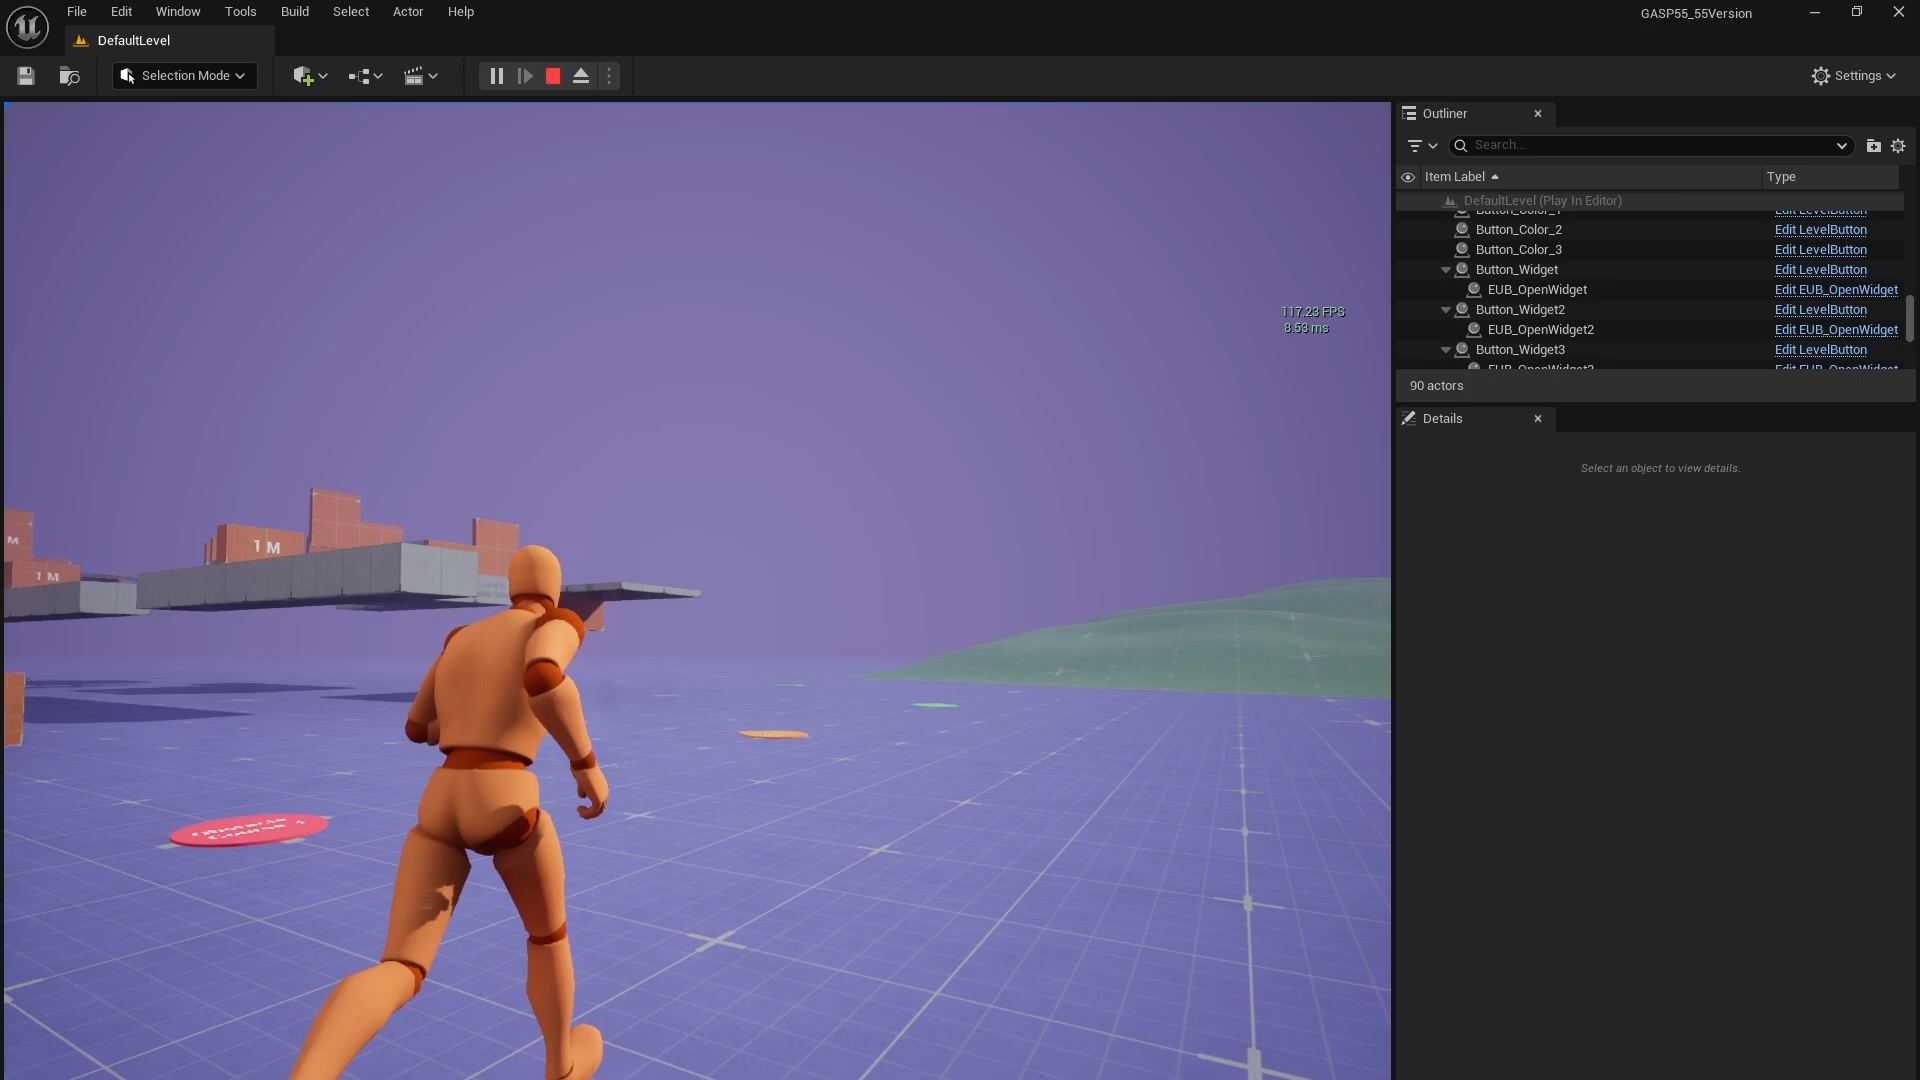 File Edit Window Tools Build Select Actor Help
GASP55_55Version
DefaultLevel
Selection Mode
Settings
Outliner
Search...
Item Label Type
DefaultLevel (Play In Editor)
Button_Color_2 Edit LevelButton
Button_Color_3 Edit LevelButton
Button_Widget Edit LevelButton
EUB_OpenWidget Edit EUB_OpenWidget
Button_Widget2 Edit LevelButton
EUB_OpenWidget2 Edit EUB_OpenWidget
Button_Widget3 Edit LevelButton
90 actors
Details
Select an object to view details.
117.23 FPS
8.53 ms
1 M
M
1 M
Obstacle
Course